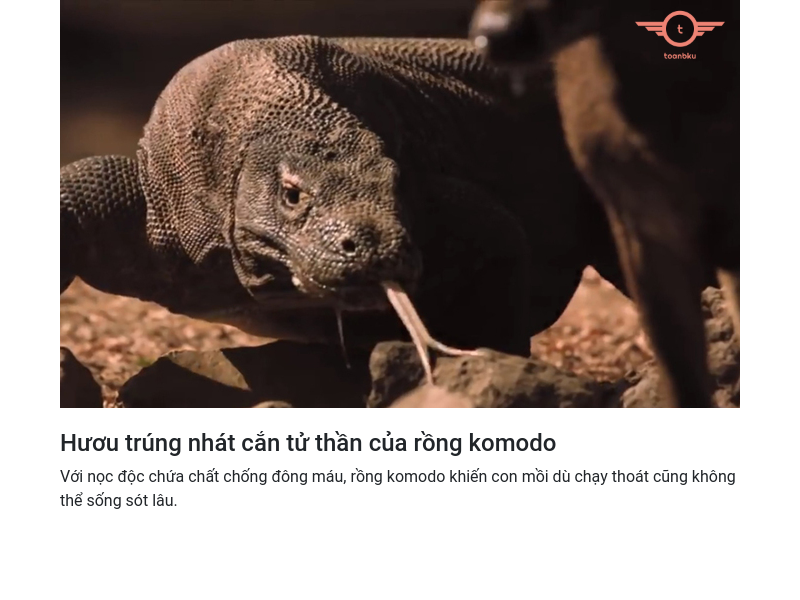 t
toanbku
Hươu trúng nhát cắn tử thần của rồng komodo
Với nọc độc chứa chất chống đông máu, rồng komodo khiến con mồi dù chạy thoát cũng không
thể sống sót lâu.